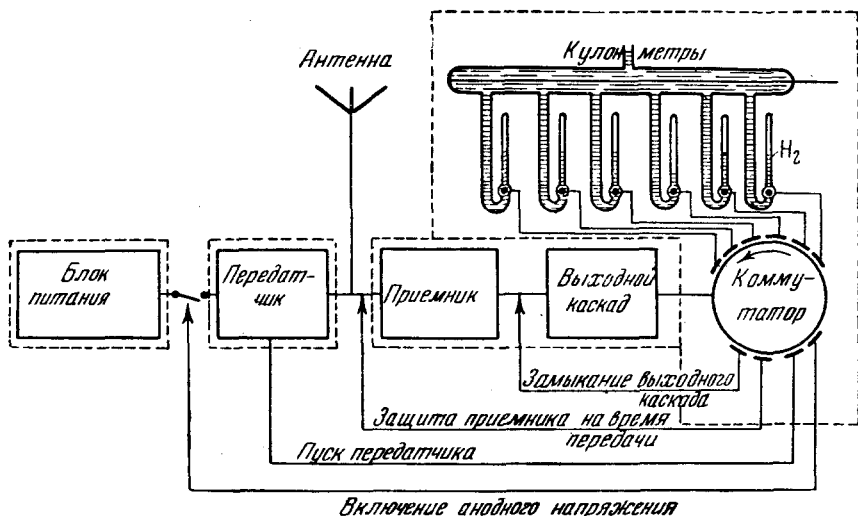 Антенна
Кулон метры
H₂
Блок
питания
Передат-
чик
Приемник
Выходной
каскад
Комму-
татор
Замыкание выходного
каскада
Защита приемника на время
передачи
Пуск передатчика
Включение анодного напряжения